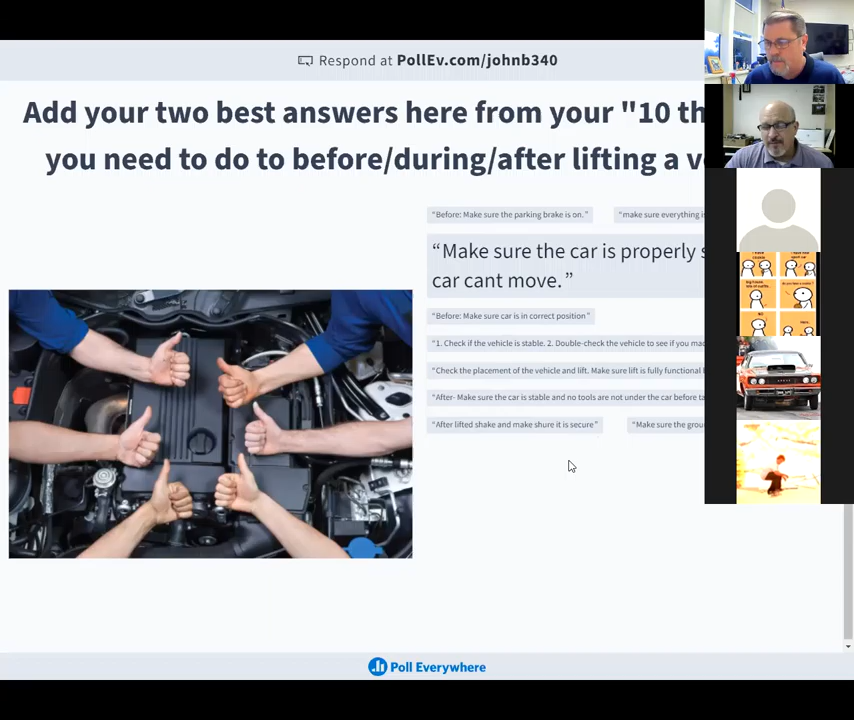 Respond at PollEv.com/johnb340
Add your two best answers here from your "10 th
you need to do to before/during/after lifting a v
“Before: Make sure the parking brake is on.”
“make sure everything is
“Make sure the car is properly s
car cant move.”
“Before: Make sure car is in correct position”
“1. Check if the vehicle is stable. 2. Double-check the vehicle to see if you mad
“Check the placement of the vehicle and lift. Make sure lift is fully functional
“After- Make sure the car is stable and no tools are not under the car before ta
“After lifted shake and make shure it is secure”
“Make sure the grou
Poll Everywhere